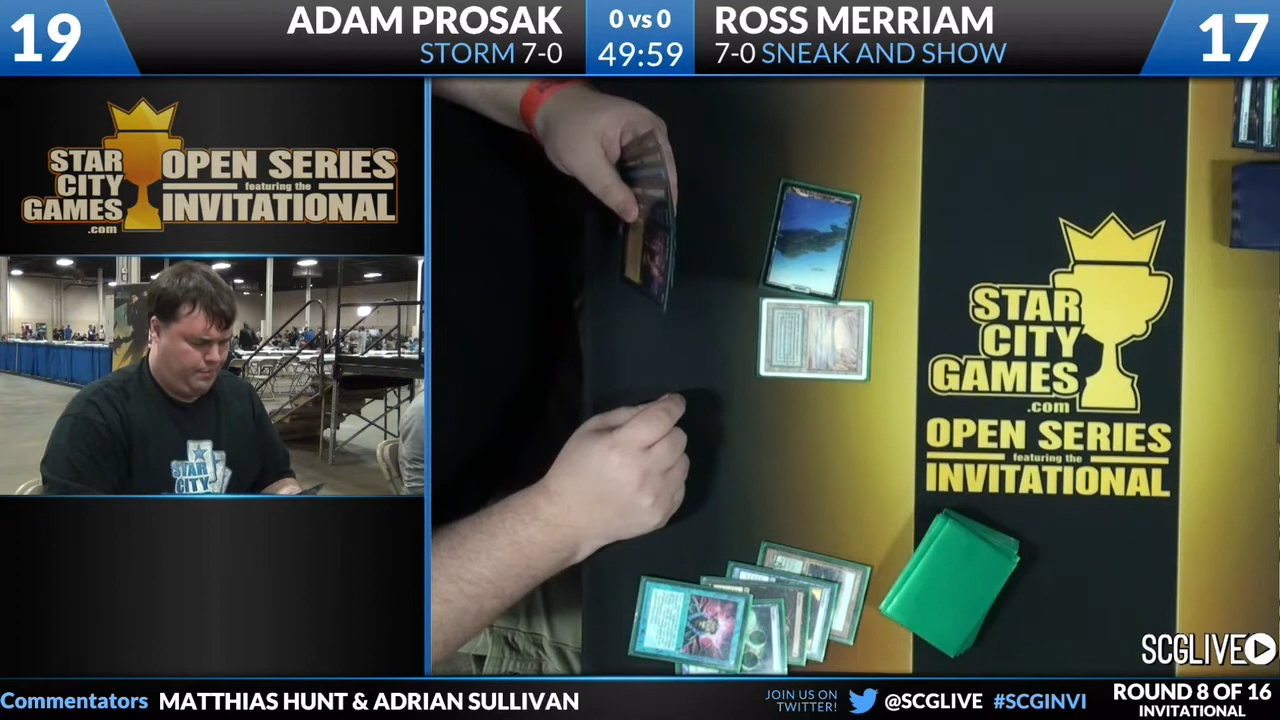 19
ADAM PROSAK
STORM 7-0
0 vs 0
49:59
ROSS MERRIAM
7-0 SNEAK AND SHOW
17
STAR
CITY
GAMES
.com
OPEN SERIES
featuring the
INVITATIONAL
STAR
CITY
STAR
CITY
GAMES
.com
OPEN SERIES
featuring the
INVITATIONAL
SCGLIVE
Commentators MATTHIAS HUNT & ADRIAN SULLIVAN
JOIN US ON
TWITTER!
@SCGLIVE #SCGINVI
ROUND 8 OF 16
INVITATIONAL